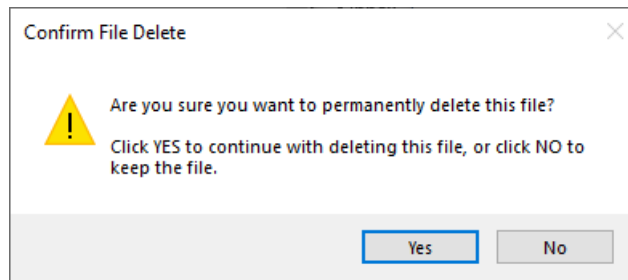 Confirm File Delete
Are you sure you want to permanently delete this file?
Click YES to continue with deleting this file, or click NO to
keep the file.
Yes
No